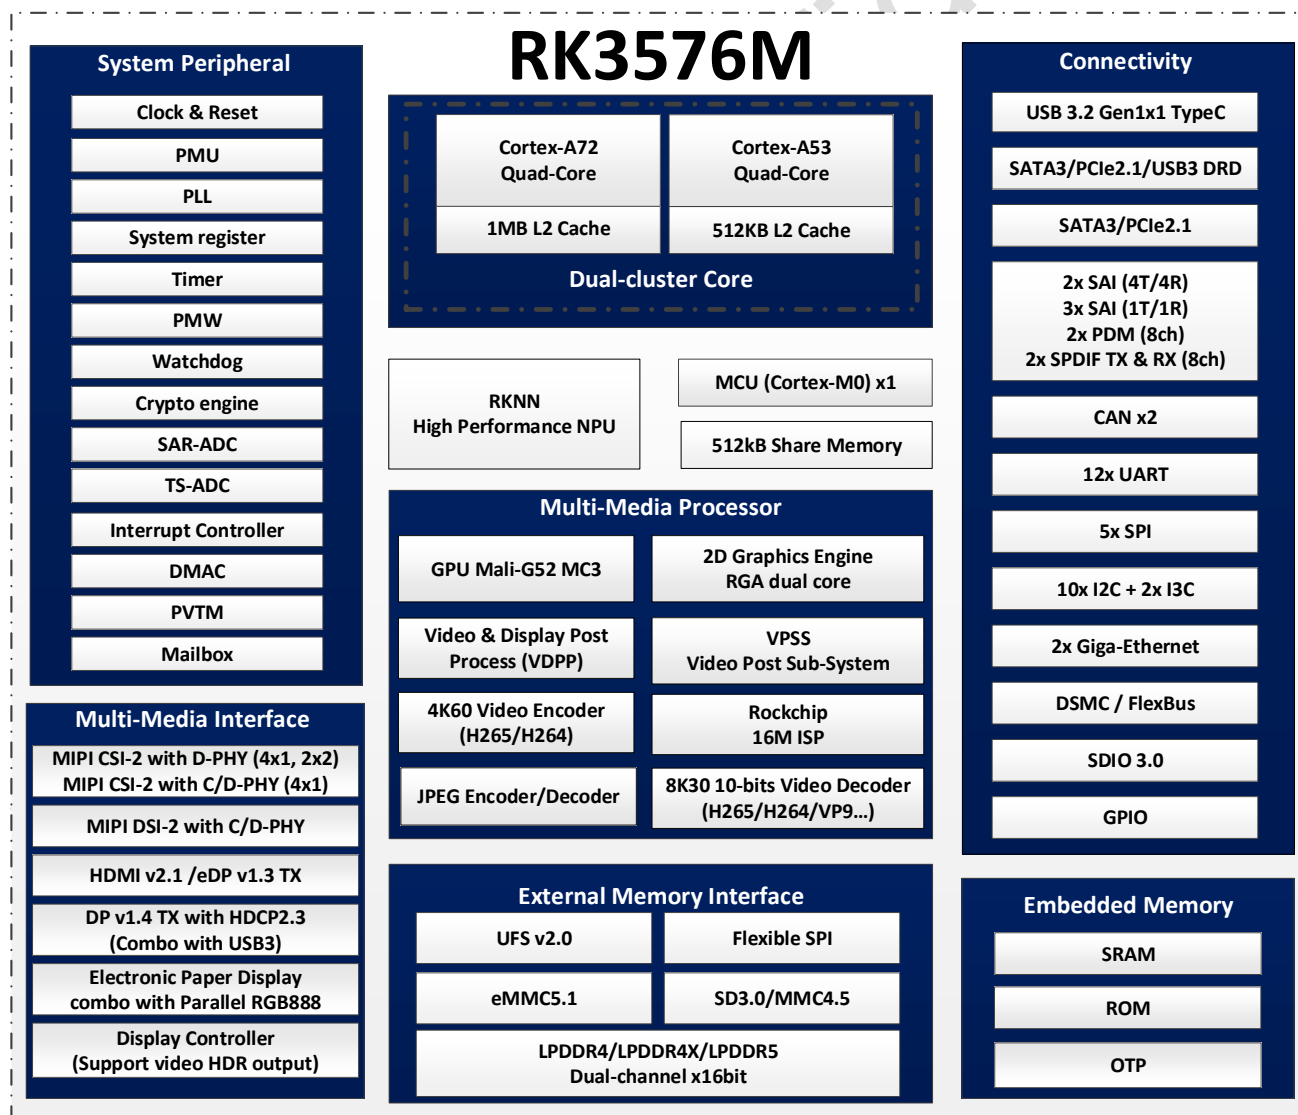 RK3576M
System Peripheral
Clock & Reset
PMU
PLL
System register
Timer
PMW
Watchdog
Crypto engine
SAR-ADC
TS-ADC
Interrupt Controller
DMAC
PVTM
Mailbox
Multi-Media Interface
MIPI CSI-2 with D-PHY (4x1, 2x2)
MIPI CSI-2 with C/D-PHY (4x1)
MIPI DSI-2 with C/D-PHY
HDMI v2.1 /eDP v1.3 TX
DP v1.4 TX with HDCP2.3
(Combo with USB3)
Electronic Paper Display
combo with Parallel RGB888
Display Controller
(Support video HDR output)
Cortex-A72
Quad-Core
1MB L2 Cache
Cortex-A53
Quad-Core
512KB L2 Cache
Dual-cluster Core
RKNN
High Performance NPU
MCU (Cortex-M0) x1
512kB Share Memory
Multi-Media Processor
GPU Mali-G52 MC3
2D Graphics Engine
RGA dual core
Video & Display Post
Process (VDPP)
VPSS
Video Post Sub-System
4K60 Video Encoder
(H265/H264)
Rockchip
16M ISP
JPEG Encoder/Decoder
8K30 10-bits Video Decoder
(H265/H264/VP9...)
External Memory Interface
UFS v2.0
Flexible SPI
eMMC5.1
SD3.0/MMC4.5
LPDDR4/LPDDR4X/LPDDR5
Dual-channel x16bit
Connectivity
USB 3.2 Gen1x1 TypeC
SATA3/PCIe2.1/USB3 DRD
SATA3/PCIe2.1
2x SAI (4T/4R)
3x SAI (1T/1R)
2x PDM (8ch)
2x SPDIF TX & RX (8ch)
CAN x2
12x UART
5x SPI
10x I2C + 2x I3C
2x Giga-Ethernet
DSMC / FlexBus
SDIO 3.0
GPIO
Embedded Memory
SRAM
ROM
OTP